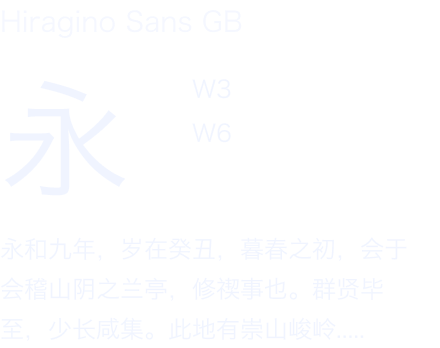 Hiragino Sans GB
永
W3
W6
永和九年，岁在癸丑，暮春之初，会于
会稽山阴之兰亭，修禊事也。群贤毕
至，少长咸集。此地有崇山峻岭……